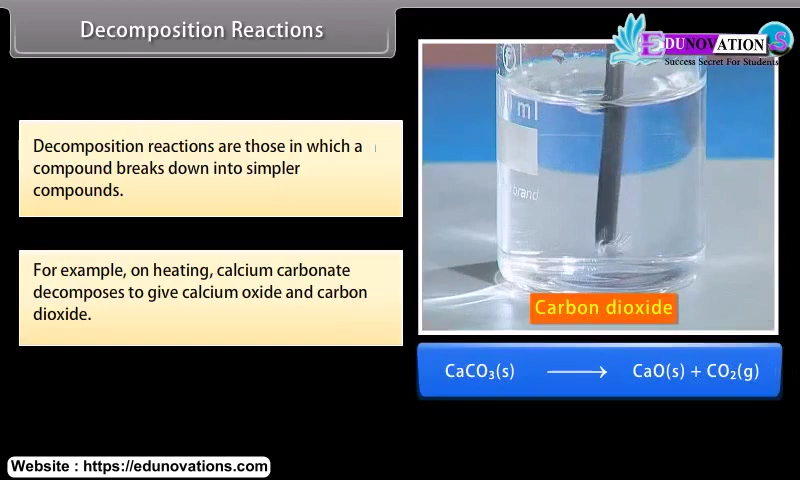 Decomposition Reactions
EDUNOVATION S
Success Secret For Students
Decomposition reactions are those in which a
compound breaks down into simpler
compounds.
For example, on heating, calcium carbonate
decomposes to give calcium oxide and carbon
dioxide.
ml
brand
Carbon dioxide
CaCO₃(s) ⟶ CaO(s) + CO₂(g)
Website : https://edunovations.com